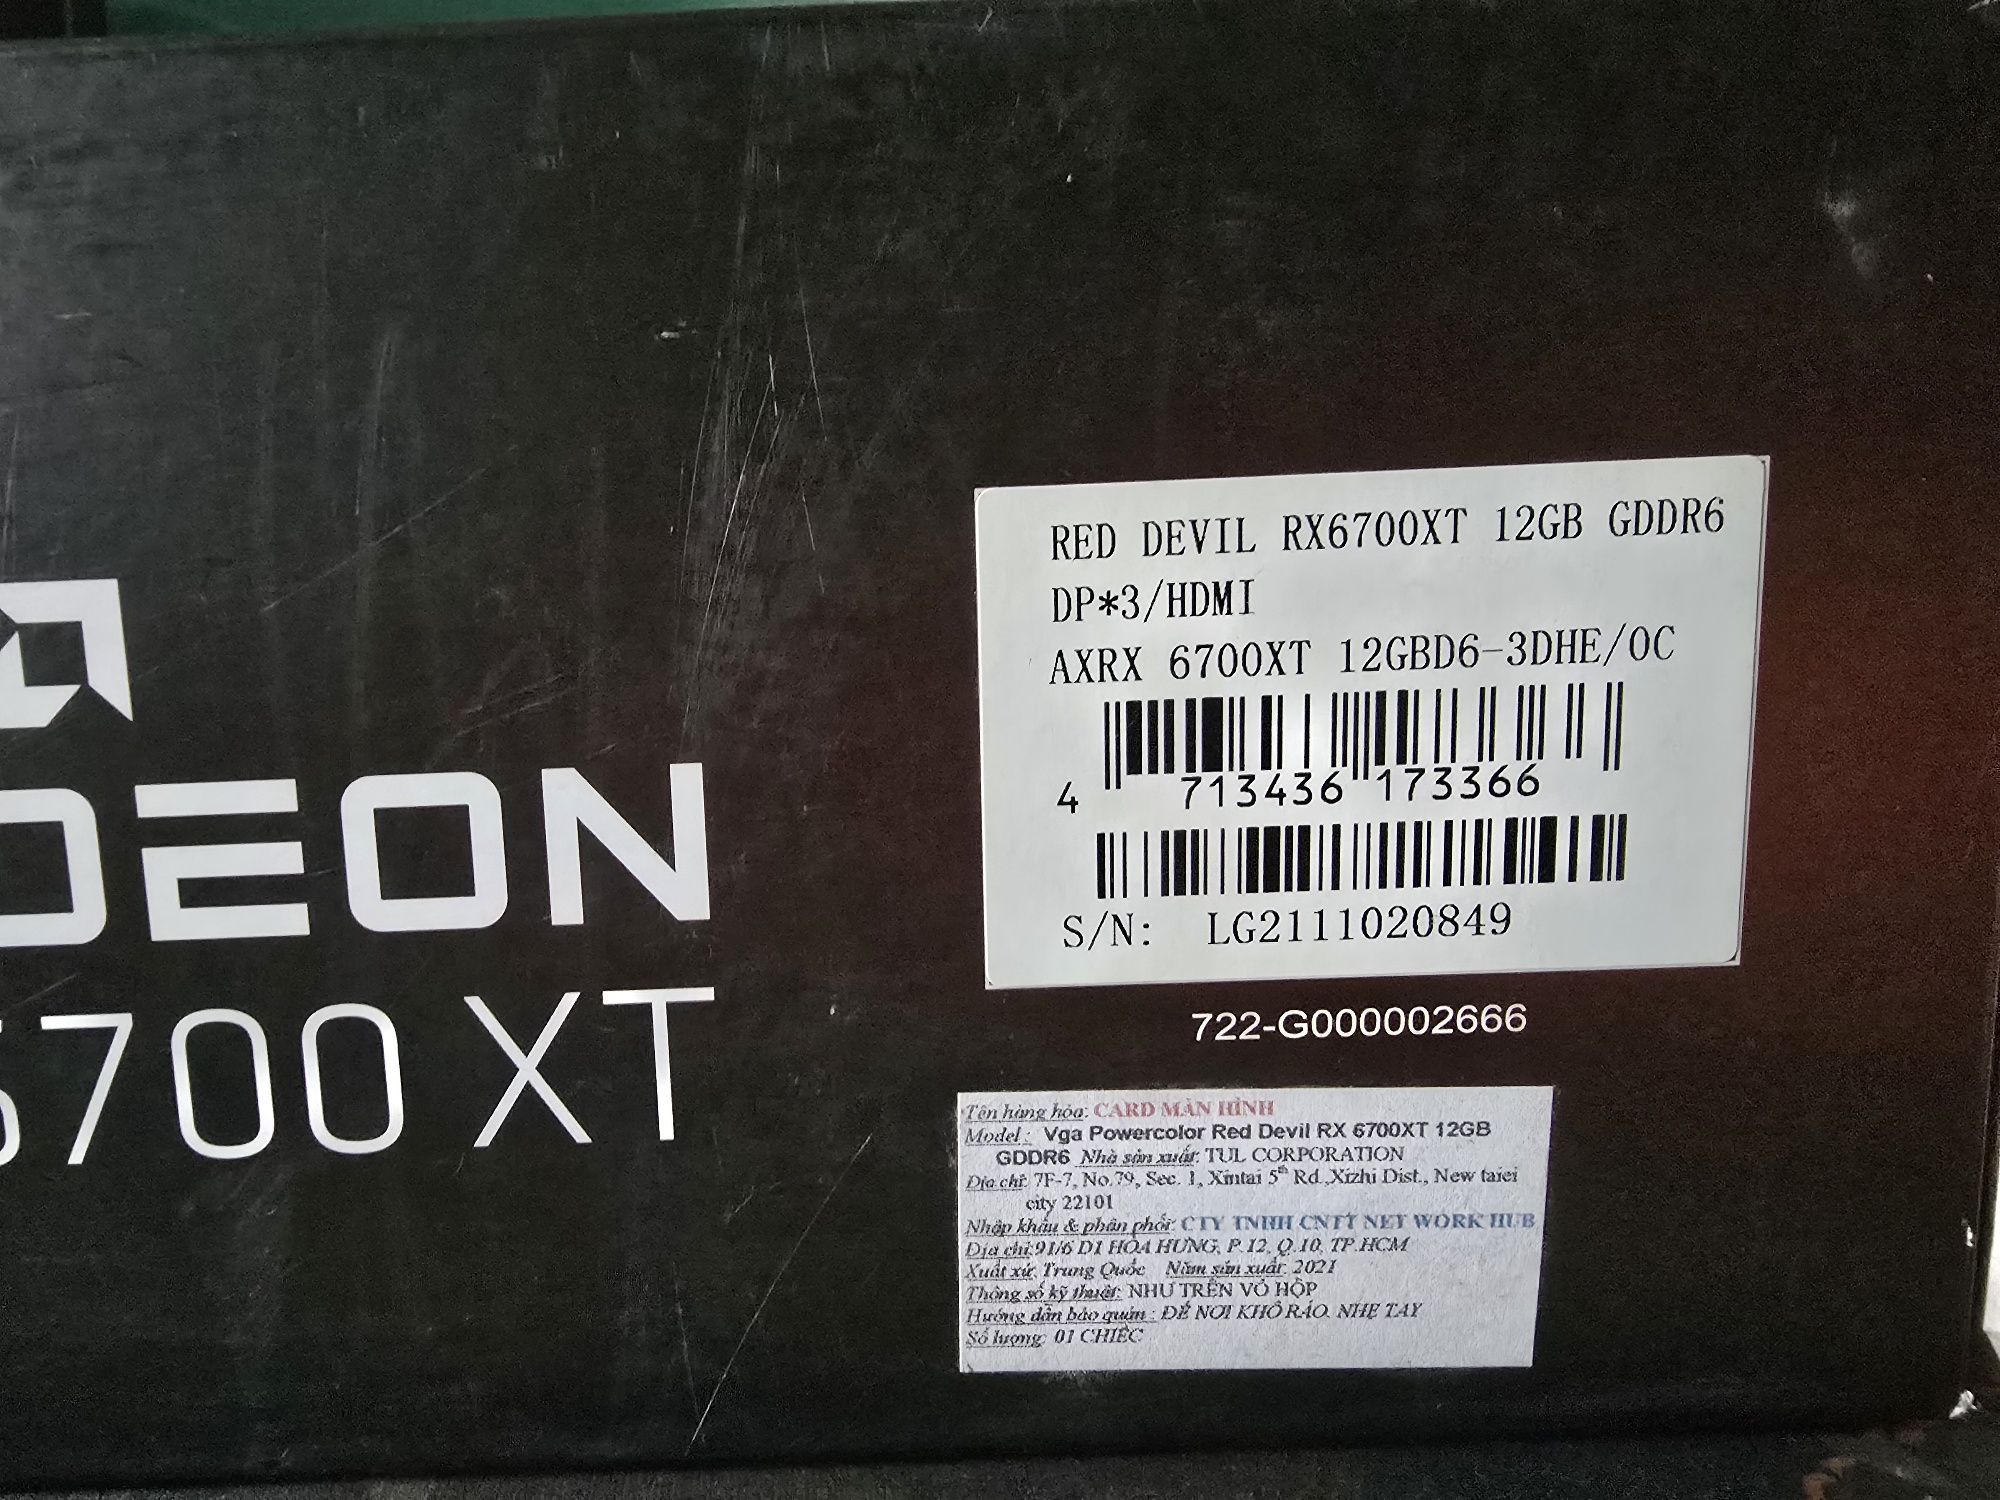 DEON
6700 XT
RED DEVIL RX6700XT 12GB GDDR6
DP*3/HDMI
AXRX 6700XT 12GBD6-3DHE/OC
4 713436 173366
S/N: LG2111020849
722-G000002666
Tên hàng hóa: CARD MÀN HÌNH
Model : Vga Powercolor Red Devil RX 6700XT 12GB
GDDR6 Nhà sản xuất: TUL CORPORATION
Địa chỉ: 7F-7, No.79, Sec. 1, Xintai 5th Rd.,Xizhi Dist., New taiei
city 22101
Nhập khẩu & phân phối: CTY TNHH CNTT NET WORK HUB
Địa chỉ:91/6 D1 HÒA HƯNG, P.12, Q.10, TP.HCM
Xuất xứ: Trung Quốc Năm sản xuất: 2021
Thông số kỹ thuật: NHƯ TRÊN VỎ HỘP
Hướng dẫn bảo quản : ĐỂ NƠI KHÔ RÁO, NHẸ TAY
Số lượng: 01 CHIẾC